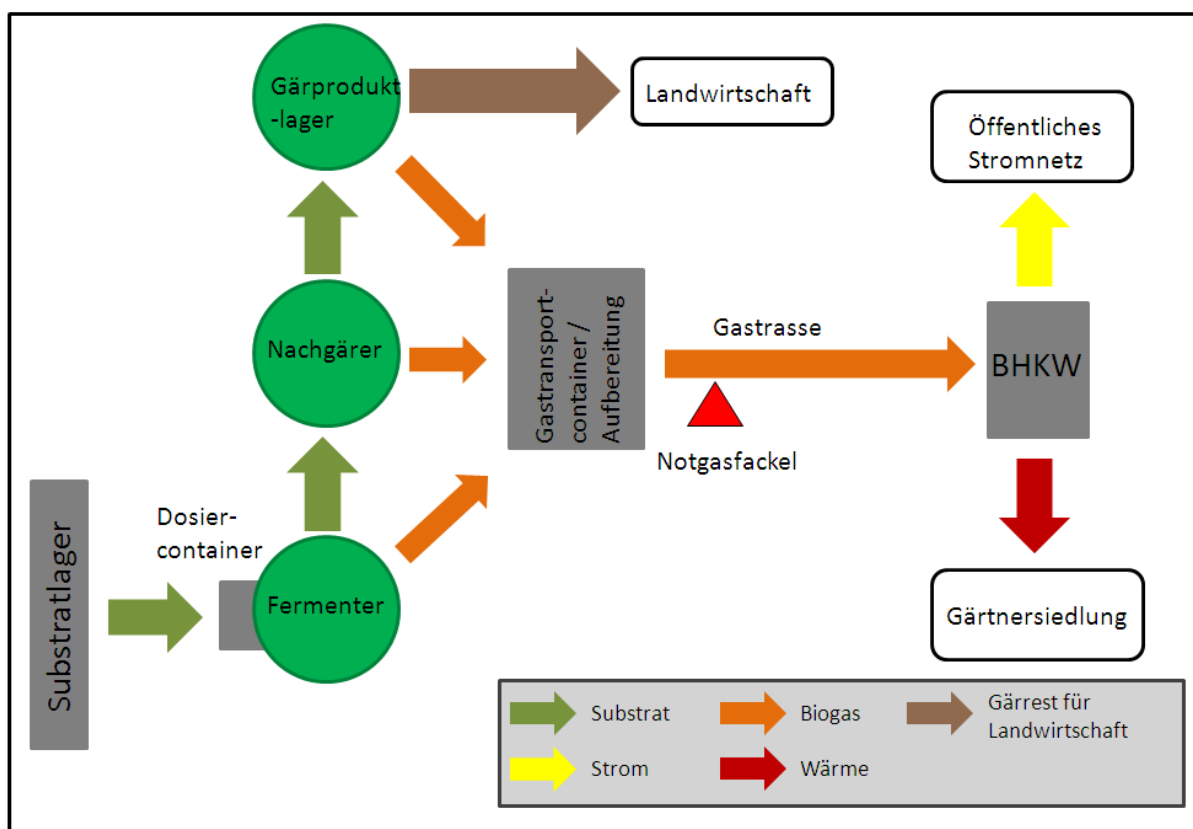 Gärprodukt
-lager
Landwirtschaft
Öffentliches
Stromnetz
Nachgärer
Gastransport-
container /
Aufbereitung
Gastrasse
BHKW
Notgasfackel
Substratlager
Dosier-
container
Fermenter
Gärtnersiedlung
Substrat
Biogas
Gärrest für
Landwirtschaft
Strom
Wärme